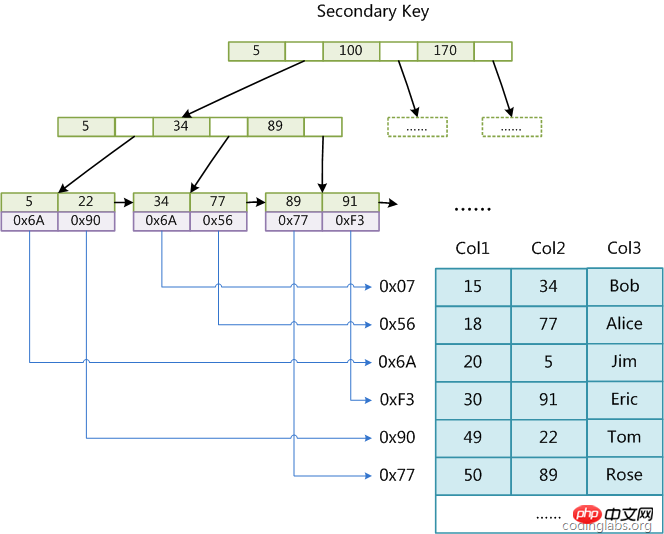 Secondary Key
5 100 170
5 34 89
...... ......
5 22 34 77 89 91
0x6A 0x90 0x6A 0x56 0x77 0xF3
......
Col1 Col2 Col3
0x07 15 34 Bob
0x56 18 77 Alice
0x6A 20 5 Jim
0xF3 30 91 Eric
0x90 49 22 Tom
0x77 50 89 Rose
......
php 中文网
codinglabs.org